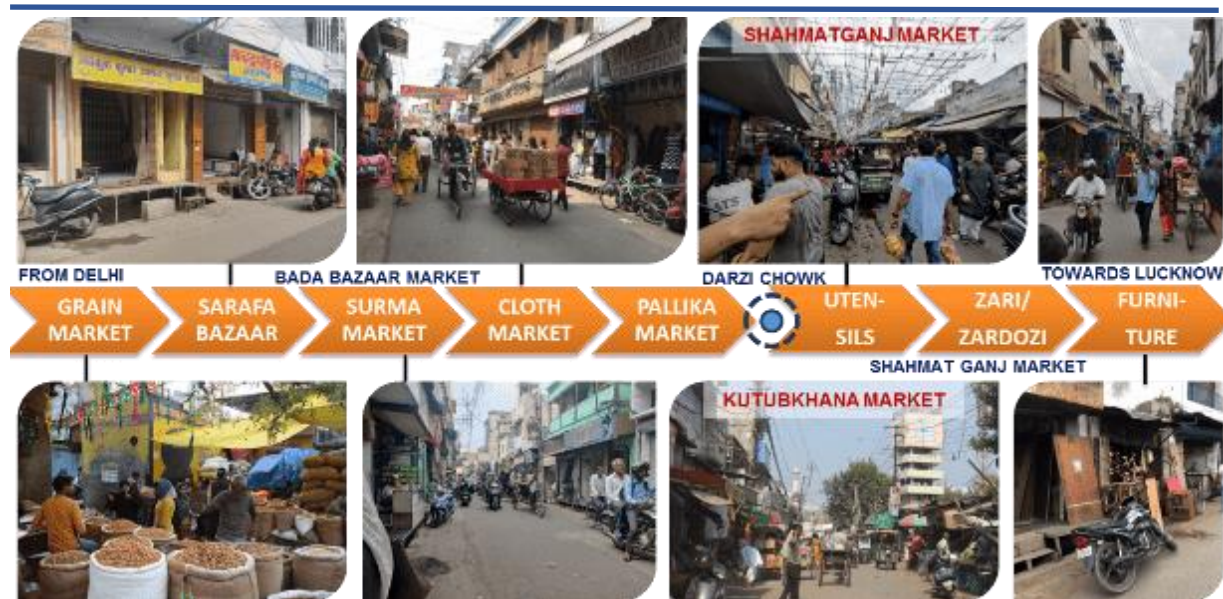 SHAHMATGANJ MARKET
FROM DELHI
BADA BAZAAR MARKET
DARZI CHOWK
TOWARDS LUCKNOW
GRAIN
MARKET
SARAFA
BAZAAR
SURMA
MARKET
CLOTH
MARKET
PALLIKA
MARKET
UTEN-
SILS
ZARI/
ZARDOZI
FURNI-
TURE
SHAHMAT GANJ MARKET
KUTUBKHANA MARKET